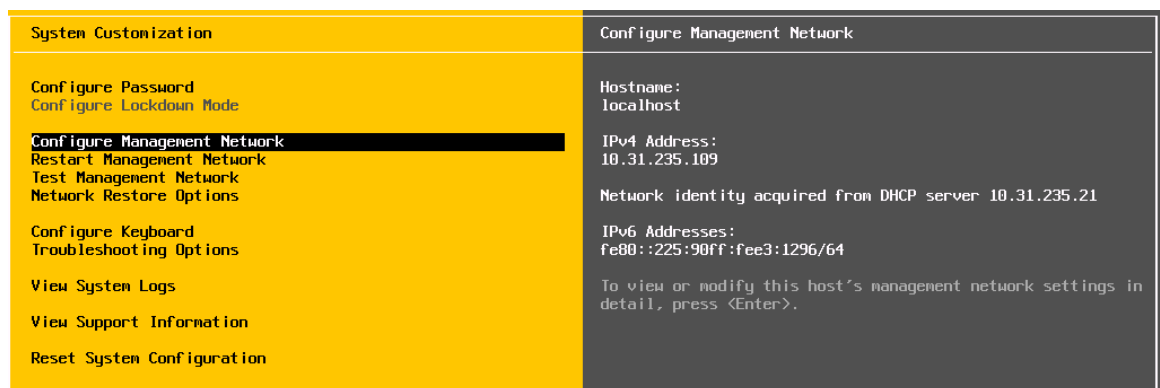 System Customization
Configure Password
Configure Lockdown Mode
Configure Management Network
Restart Management Network
Test Management Network
Network Restore Options
Configure Keyboard
Troubleshooting Options
View System Logs
View Support Information
Reset System Configuration
Configure Management Network
Hostname:
localhost
IPv4 Address:
10.31.235.109
Network identity acquired from DHCP server 10.31.235.21
IPv6 Addresses:
fe80::225:90ff:fee3:1296/64
To view or modify this host's management network settings in
detail, press <Enter>.